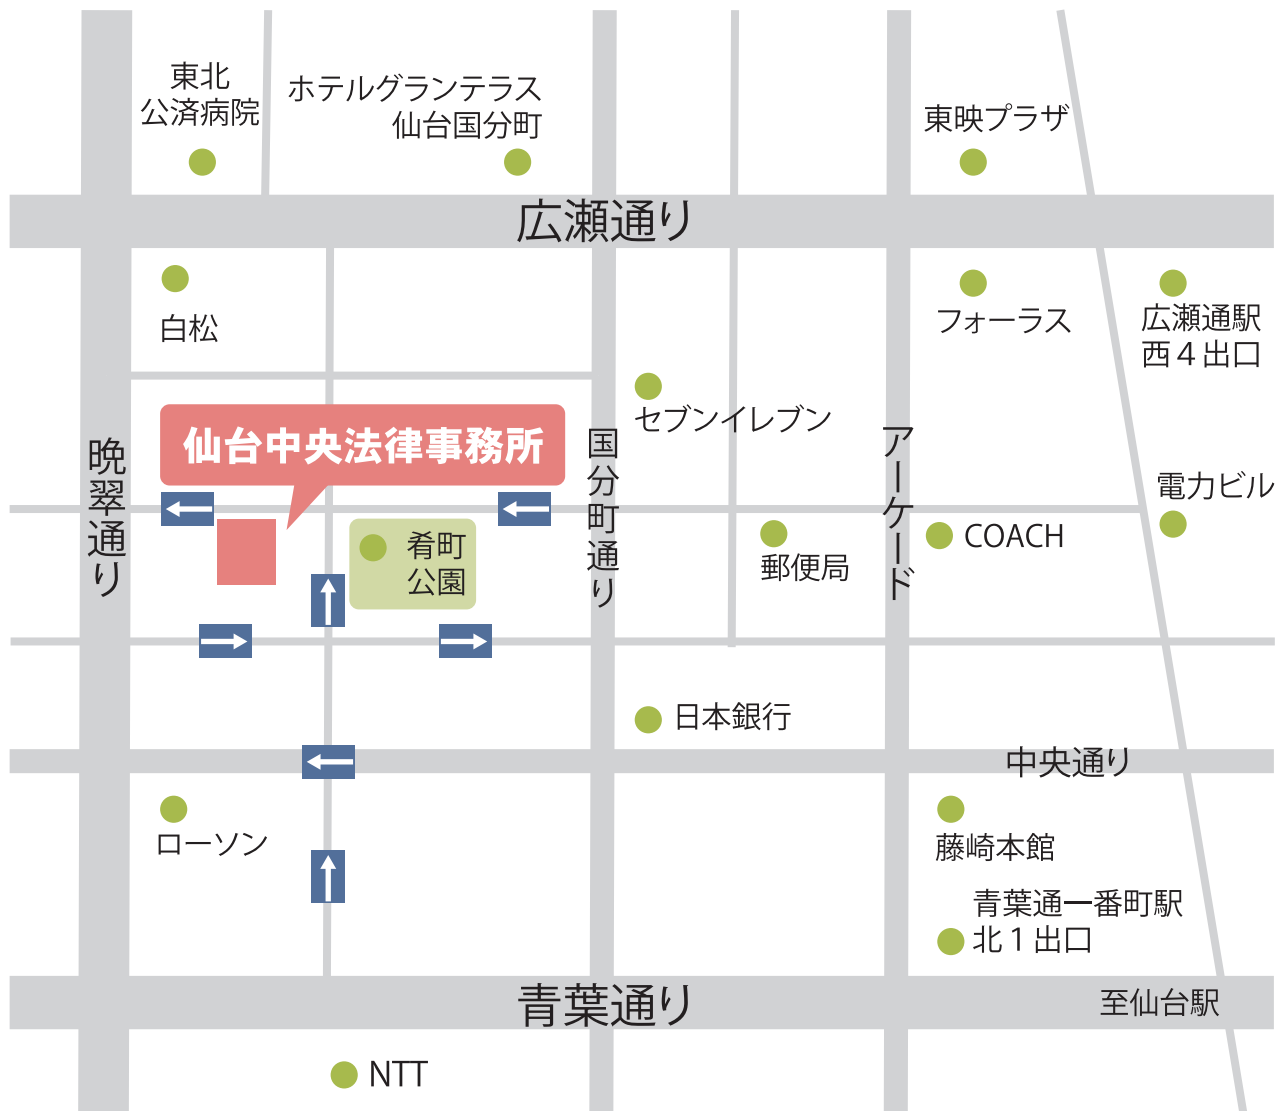 東北
公済病院
ホテルグランテラス
仙台国分町
東映プラザ
広瀬通り
白松
フォーラス
広瀬通駅
西4出口
セブンイレブン
仙台中央法律事務所
晩翠通り
国分町通り
アーケード
電力ビル
肴町
公園
郵便局
COACH
日本銀行
中央通り
ローソン
藤崎本館
青葉通一番町駅
北1出口
青葉通り
至仙台駅
NTT